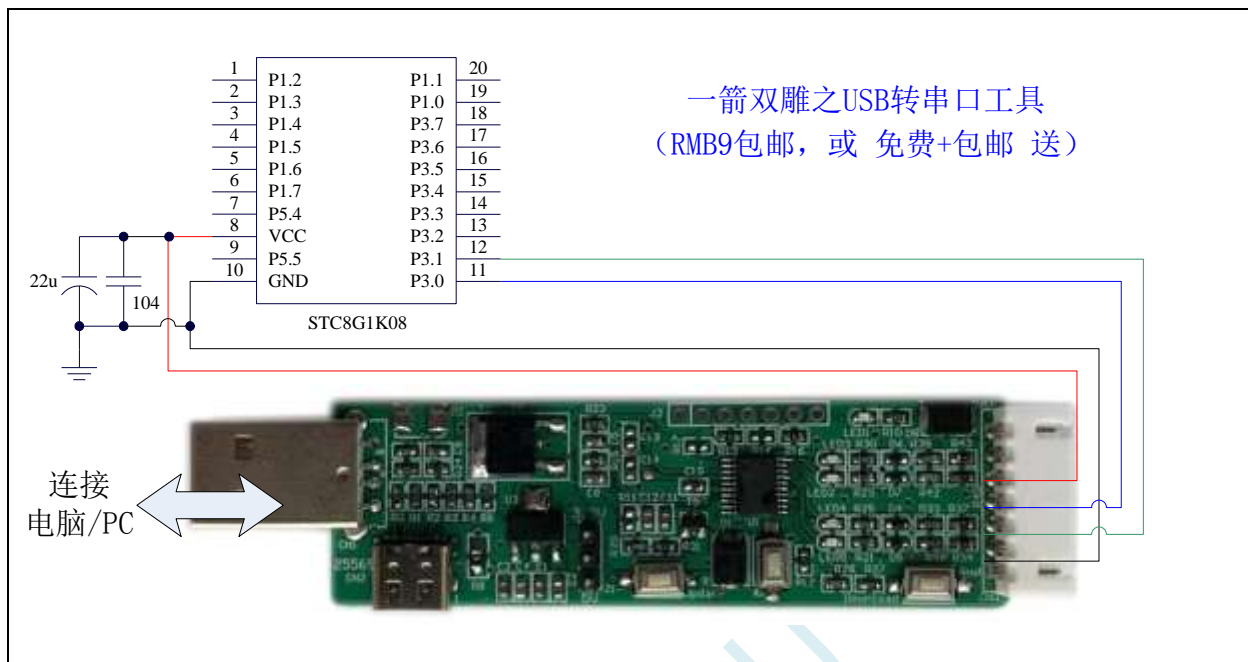 一箭双雕之USB转串口工具
(RMB9包邮，或 免费+包邮 送)
1 P1.2 P1.1 20
2 P1.3 P1.0 19
3 P1.4 P3.7 18
4 P1.5 P3.6 17
5 P1.6 P3.5 16
6 P1.7 P3.4 15
7 P5.4 P3.3 14
8 VCC P3.2 13
9 P5.5 P3.1 12
10 GND P3.0 11
STC8G1K08
22u
104
连接
电脑/PC